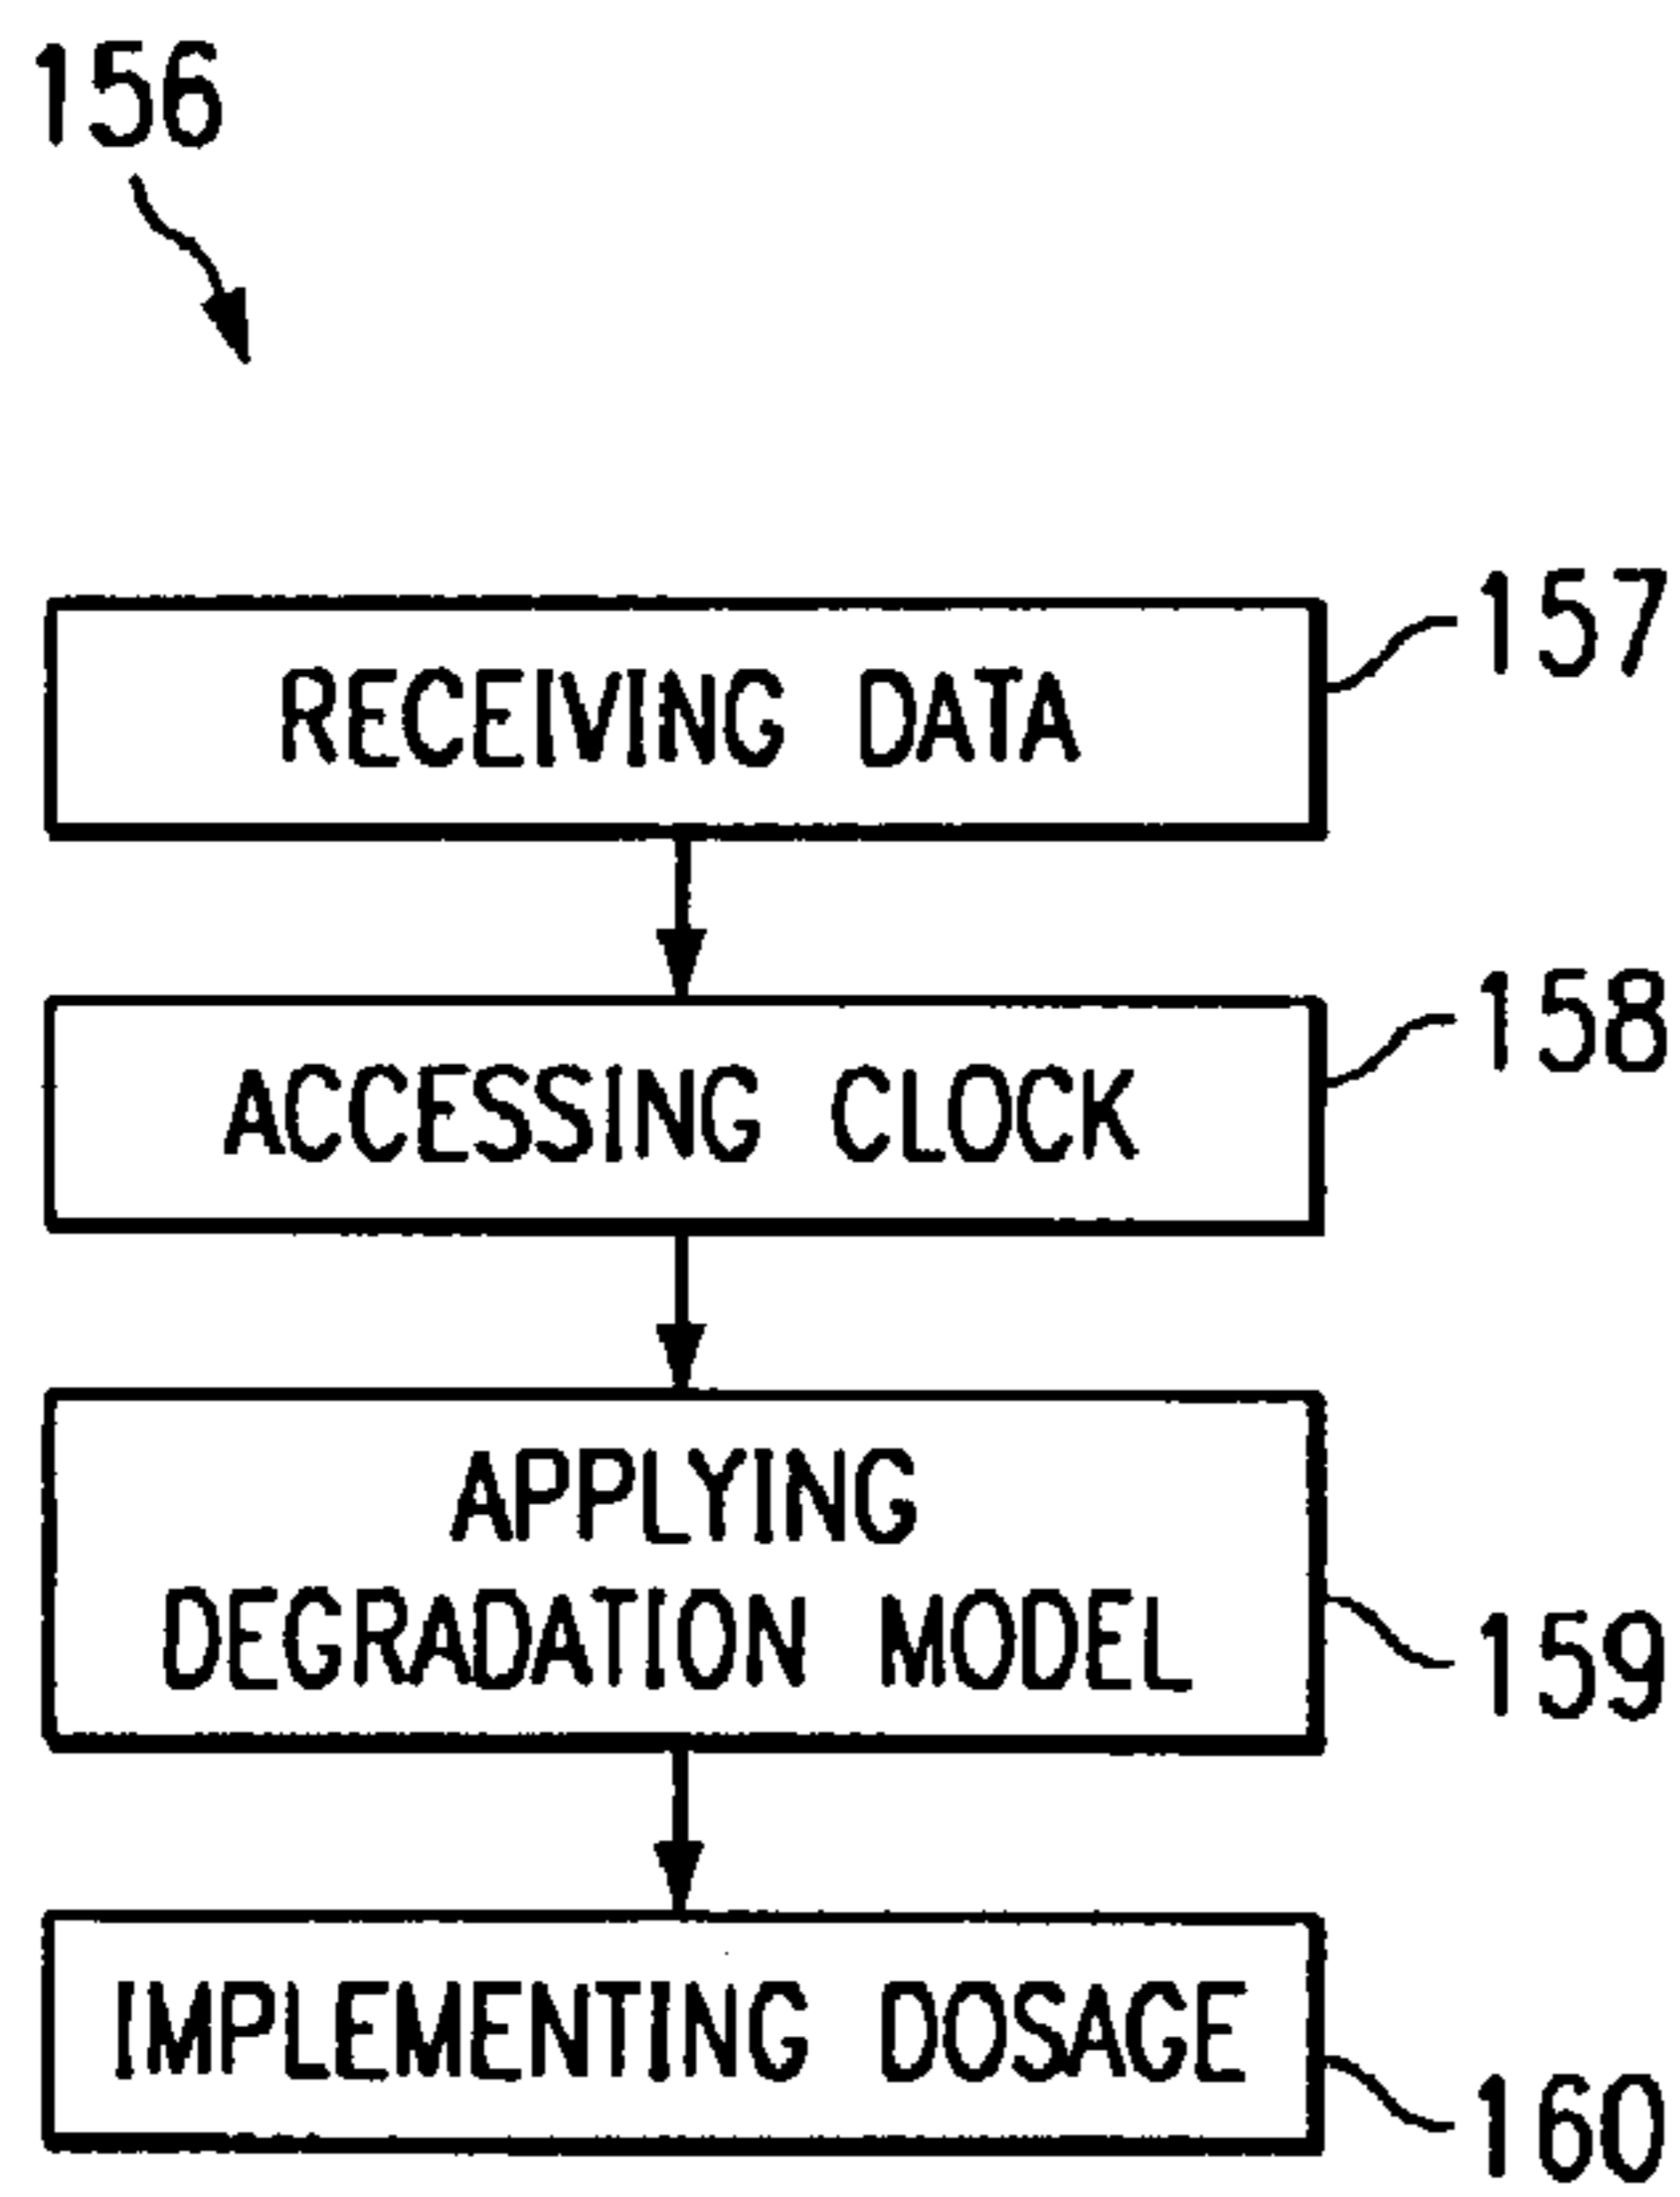 156
RECEIVING DATA
157
ACCESSING CLOCK
158
APPLYING
DEGRADATION MODEL
159
IMPLEMENTING DOSAGE
160